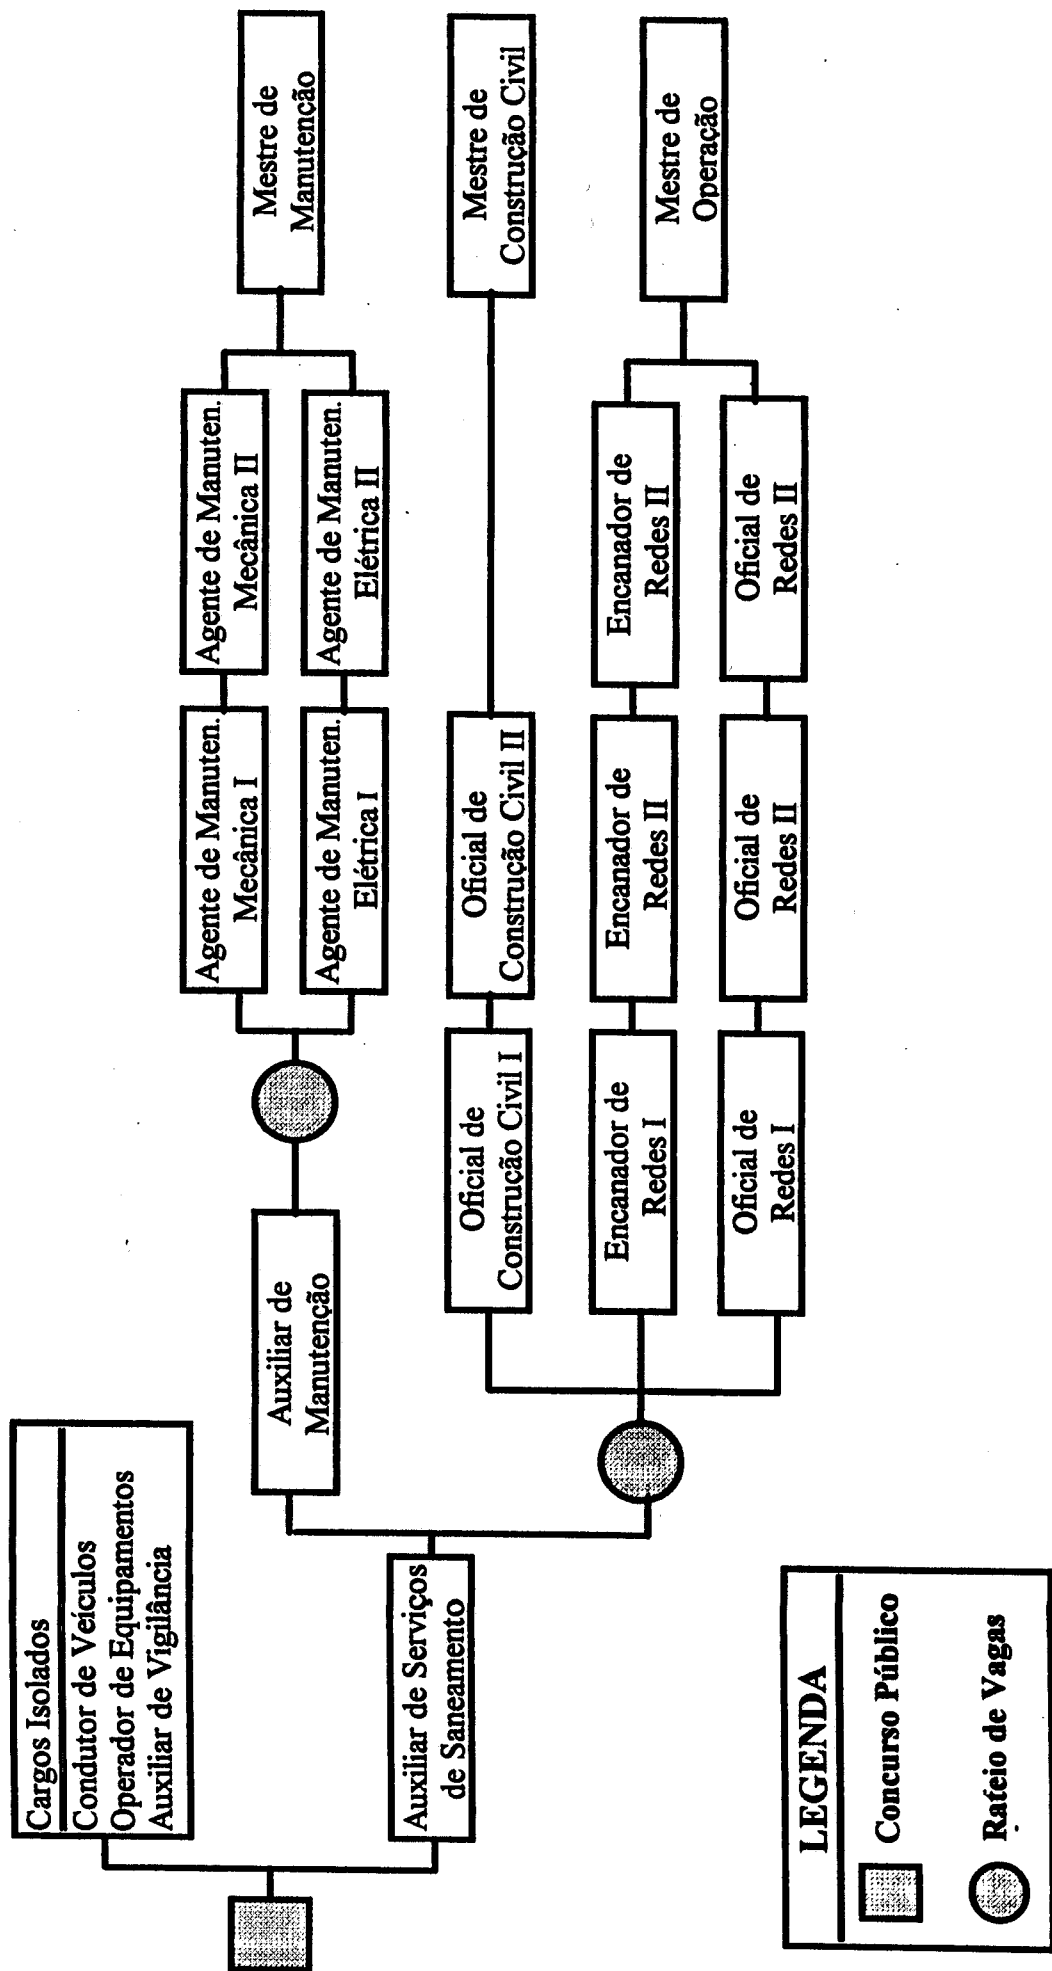 Cargos Isolados
Condutor de Veículos
Operador de Equipamentos
Auxiliar de Vigilância
Auxiliar de Serviços
de Saneamento
Auxiliar de
Manutenção
Agente de Manuten.
Mecânica I
Agente de Manuten.
Mecânica II
Agente de Manuten.
Elétrica I
Agente de Manuten.
Elétrica II
Mestre de
Manutenção
Oficial de
Construção Civil I
Oficial de
Construção Civil II
Mestre de
Construção Civil
Encanador de
Redes I
Encanador de
Redes II
Encanador de
Redes II
Oficial de
Redes I
Oficial de
Redes II
Oficial de
Redes II
Mestre de
Operação
LEGENDA
Concurso Público
Rateio de Vagas